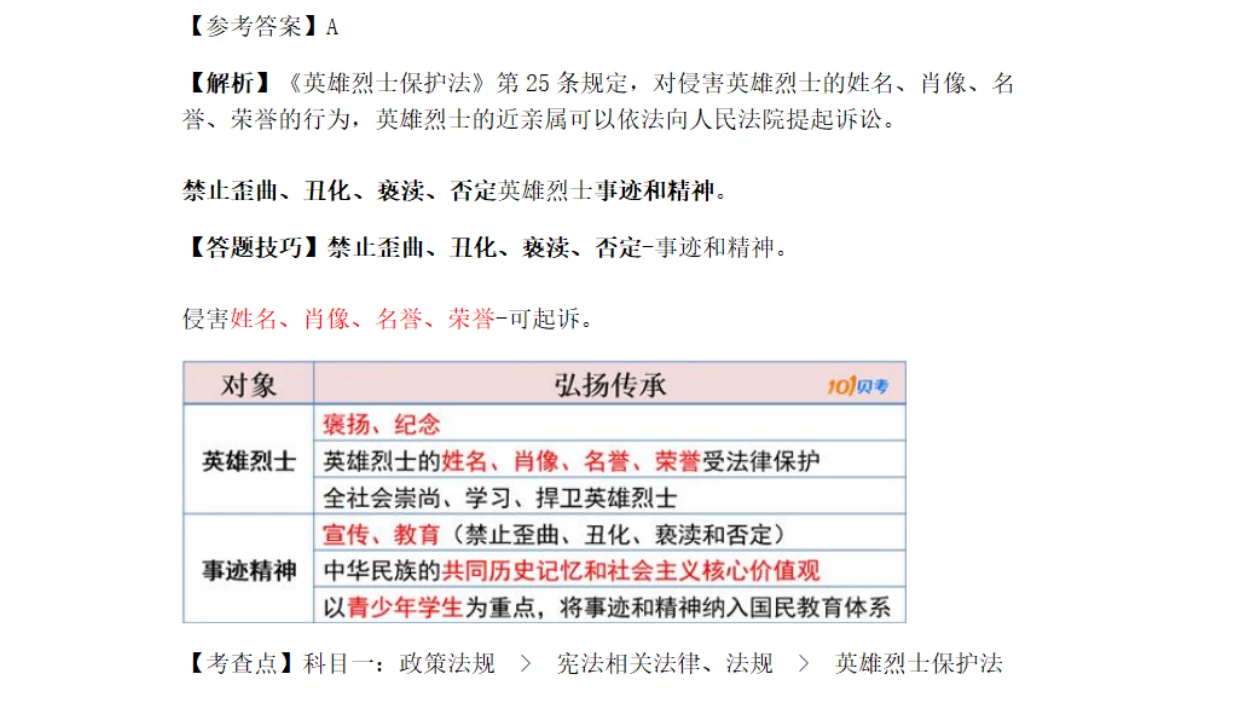 【参考答案】A
【解析】《英雄烈士保护法》第 25 条规定，对侵害英雄烈士的姓名、肖像、名
誉、荣誉的行为，英雄烈士的近亲属可以依法向人民法院提起诉讼。
禁止歪曲、丑化、亵渎、否定英雄烈士事迹和精神。
【答题技巧】禁止歪曲、丑化、亵渎、否定-事迹和精神。
侵害姓名、肖像、名誉、荣誉-可起诉。
对象 弘扬传承 101贝考
褒扬、纪念
英雄烈士 英雄烈士的姓名、肖像、名誉、荣誉受法律保护
全社会崇尚、学习、捍卫英雄烈士
宣传、教育（禁止歪曲、丑化、亵渎和否定）
事迹精神 中华民族的共同历史记忆和社会主义核心价值观
以青少年学生为重点，将事迹和精神纳入国民教育体系
【考查点】科目一：政策法规 > 宪法相关法律、法规 > 英雄烈士保护法